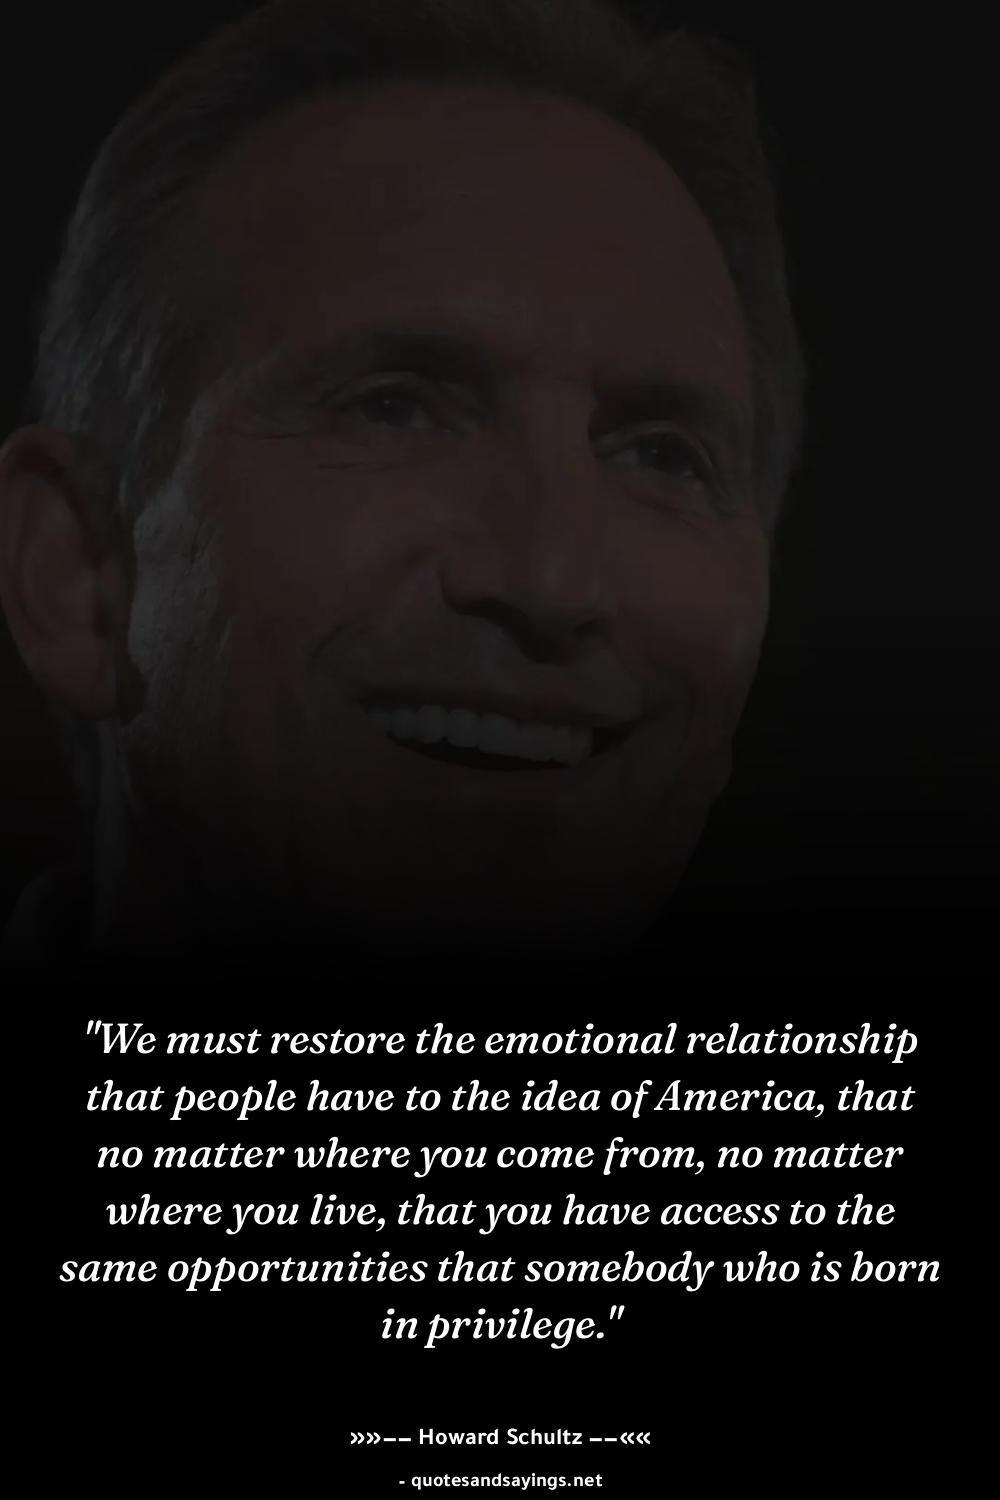 "We must restore the emotional relationship
that people have to the idea of America, that
no matter where you come from, no matter
where you live, that you have access to the
same opportunities that somebody who is born
in privilege."
»»–– Howard Schultz ––««
- quotesandsayings.net